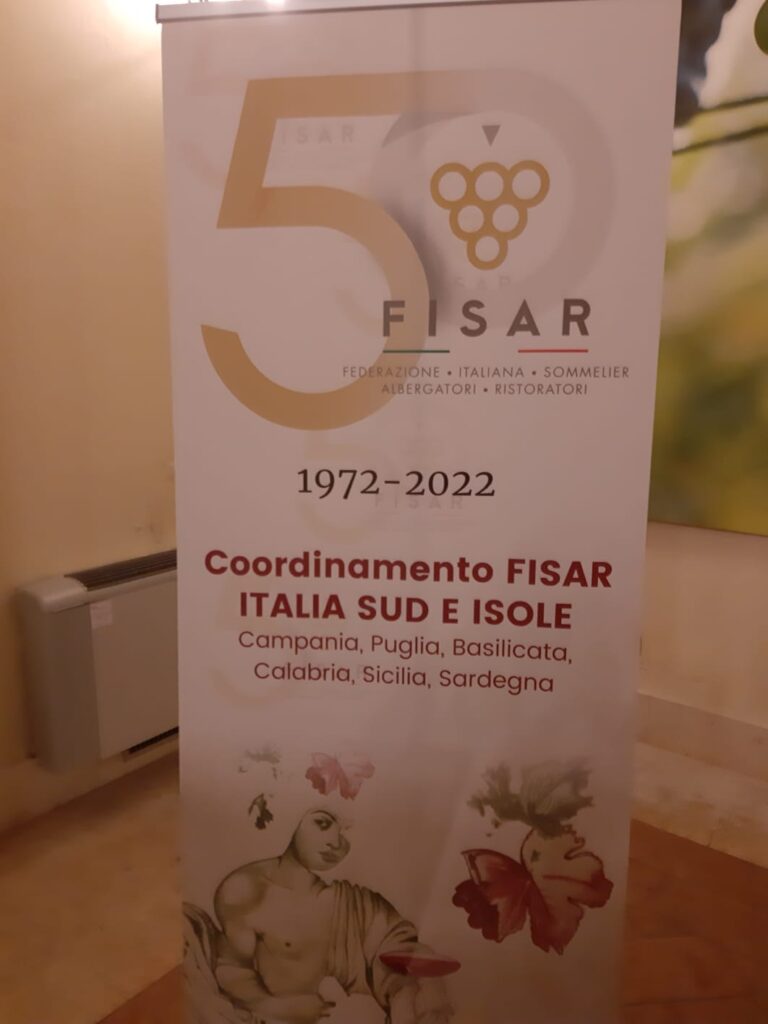 50
FISAR
FEDERAZIONE • ITALIANA • SOMMELIER
ALBERGATORI • RISTORATORI
1972-2022
Coordinamento FISAR
ITALIA SUD E ISOLE
Campania, Puglia, Basilicata,
Calabria, Sicilia, Sardegna